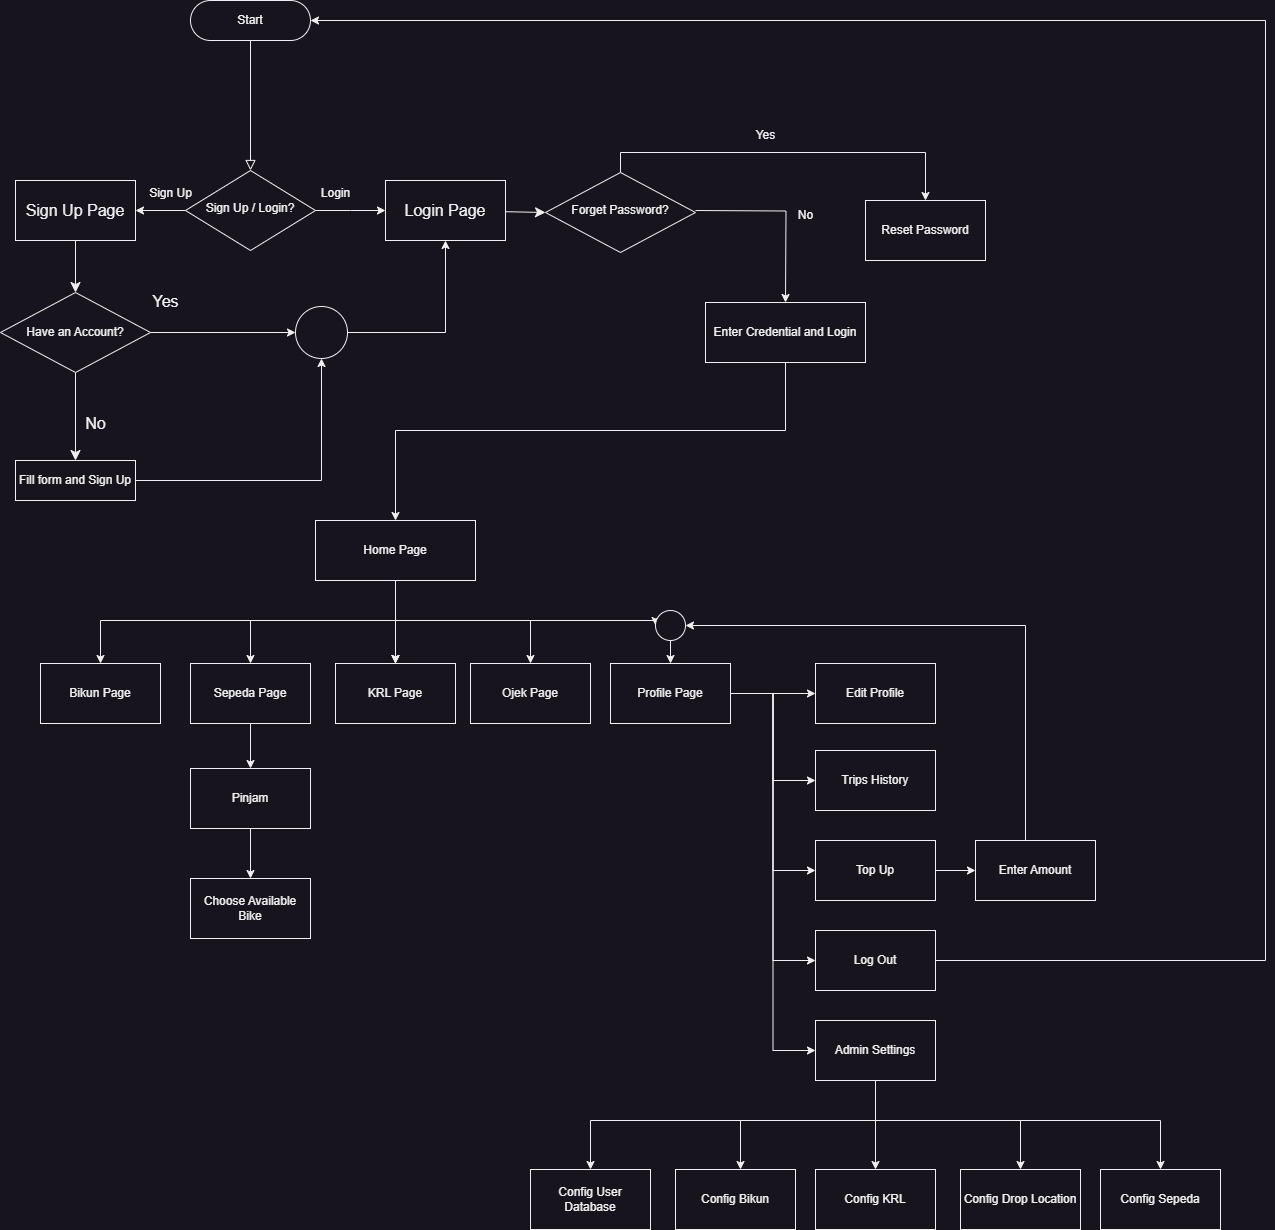 Start
Yes
Sign Up
Login
Sign Up Page
Sign Up / Login?
Login Page
Forget Password?
No
Reset Password
Yes
Have an Account?
Enter Credential and Login
No
Fill form and Sign Up
Home Page
Bikun Page
Sepeda Page
KRL Page
Ojek Page
Profile Page
Edit Profile
Trips History
Pinjam
Top Up
Enter Amount
Choose Available
Bike
Log Out
Admin Settings
Config User
Database
Config Bikun
Config KRL
Config Drop Location
Config Sepeda